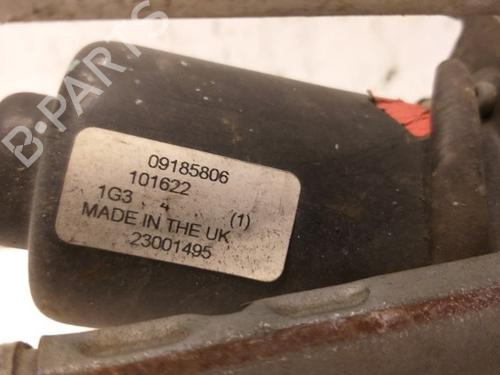 B-PARTS
09185806
101622
1G3 4 (1)
MADE IN THE UK
23001495